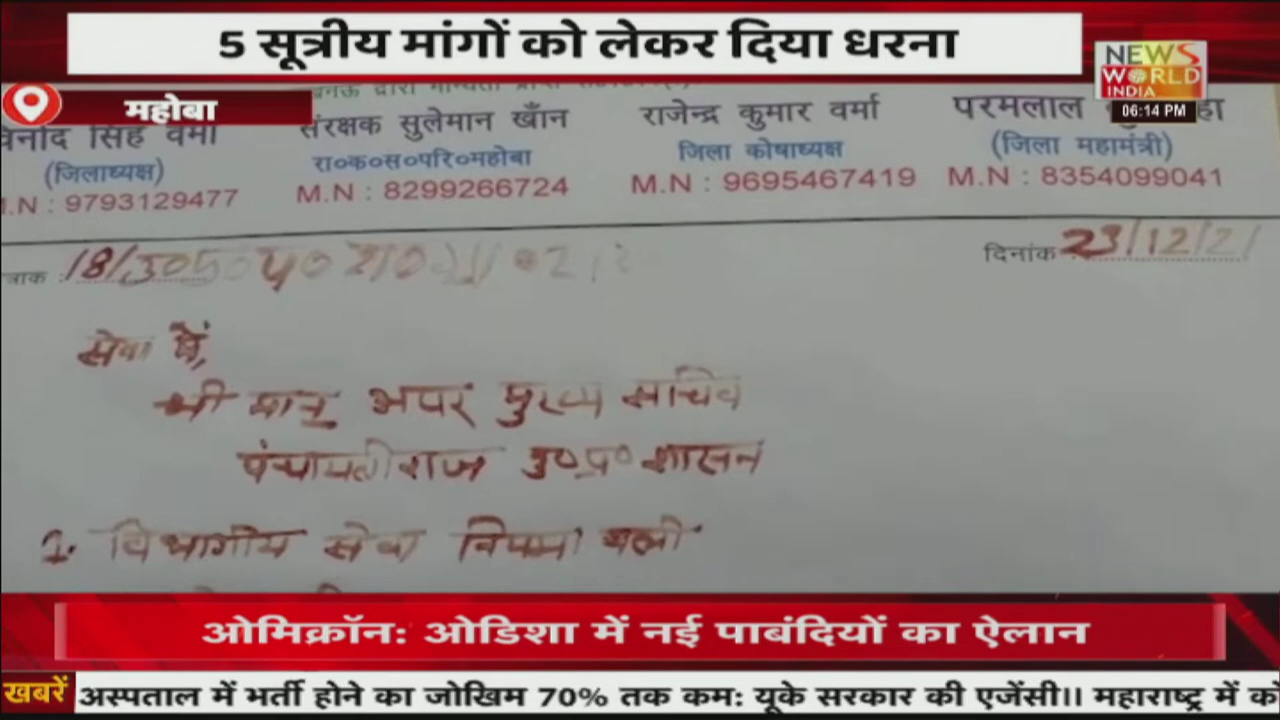 5 सूत्रीय मांगों को लेकर दिया धरना
NEWS
WORLD
INDIA
06:14 PM
महोबा
विनोद सिंह वर्मा संरक्षक सुलेमान खाँन राजेन्द्र कुमार वर्मा परमलाल
(जिलाध्यक्ष) रा०क०स०परि०महोबा जिला कोषाध्यक्ष (जिला महामंत्री)
M.N : 9793129477 M.N : 8299266724 M.N : 9695467419 M.N : 8354099041
दिनांक 23/12/21
सेवा में,
श्री मान् अपर मुख्य सचिव
पंचायतीराज उ०प्र० शासन
1. विभागीय सेवा नियमा वली
ओमिक्रॉन: ओडिशा में नई पाबंदियों का ऐलान
खबरें अस्पताल में भर्ती होने का जोखिम 70% तक कम: यूके सरकार की एजेंसी।। महाराष्ट्र में